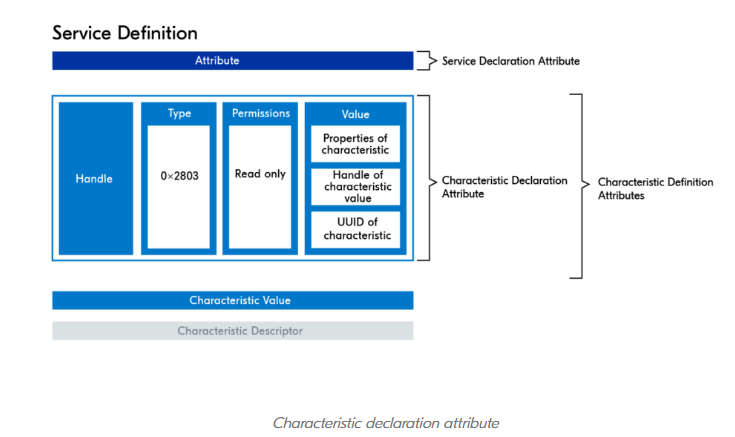 Service Definition
Attribute
Service Declaration Attribute
Handle
Type
0×2803
Permissions
Read only
Value
Properties of
characteristic
Handle of
characteristic
value
UUID of
characteristic
Characteristic Declaration
Attribute
Characteristic Definition
Attributes
Characteristic Value
Characteristic Descriptor
Characteristic declaration attribute